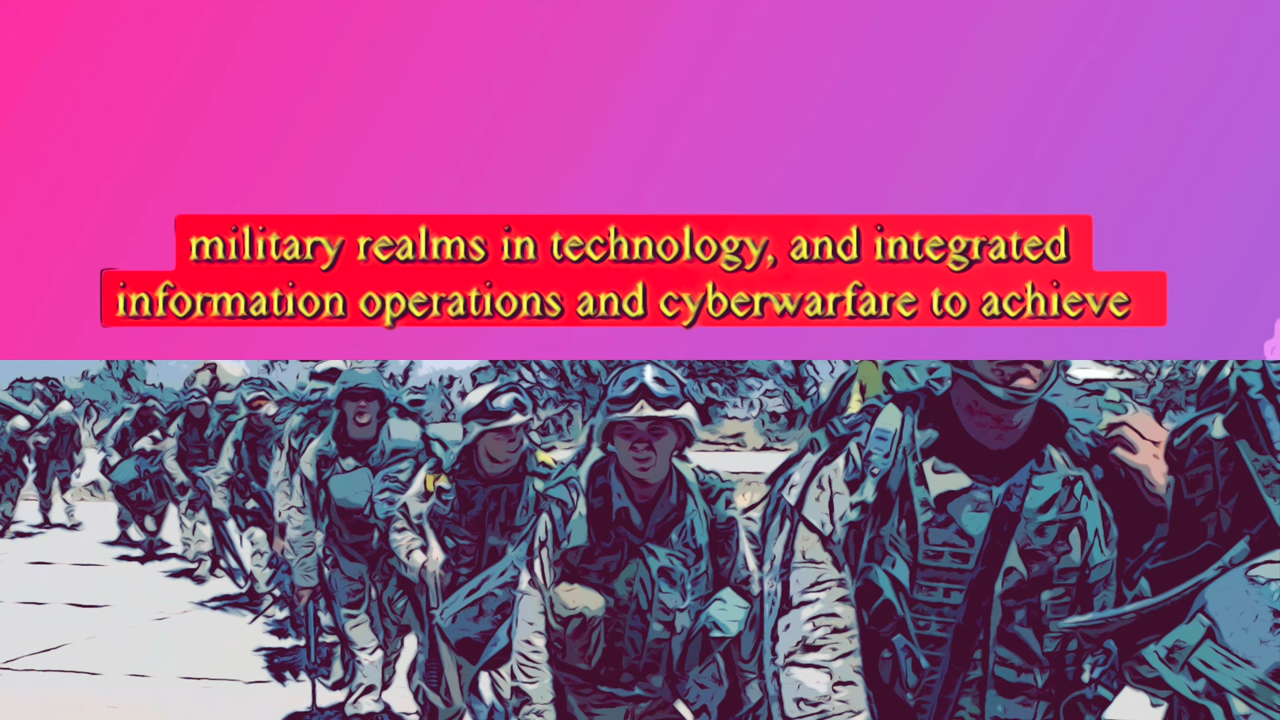 military realms in technology, and integrated
information operations and cyberwarfare to achieve